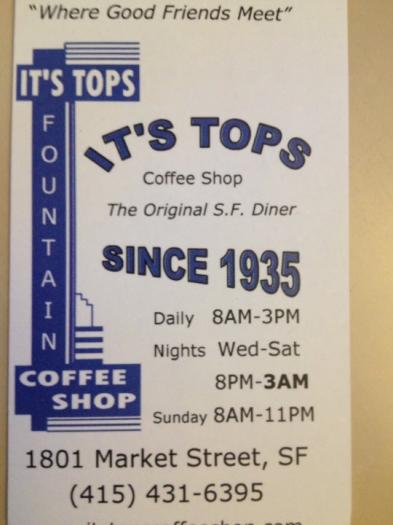 "Where Good Friends Meet"
IT'S TOPS
FOUNTAIN
COFFEE
SHOP
IT'S TOPS
Coffee Shop
The Original S.F. Diner
SINCE 1935
Daily 8AM-3PM
Nights Wed-Sat
8PM-3AM
Sunday 8AM-11PM
1801 Market Street, SF
(415) 431-6395